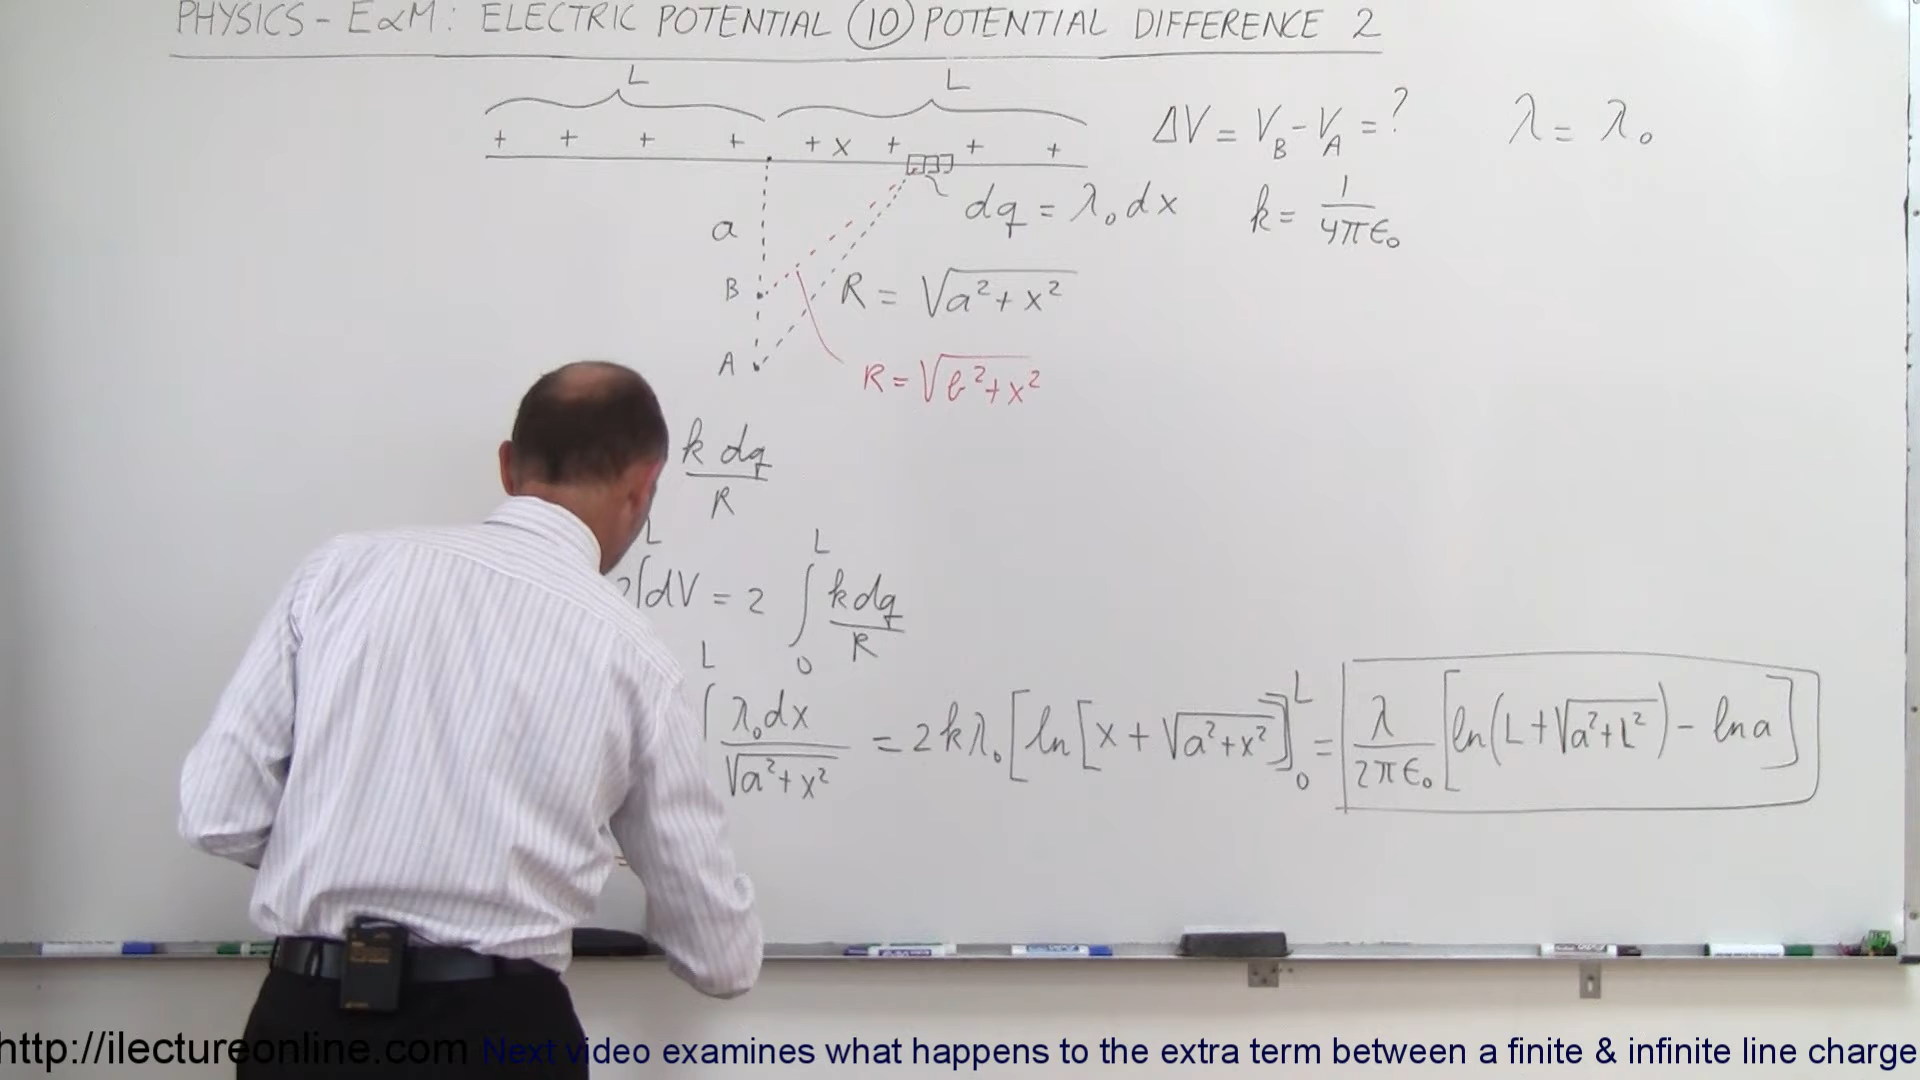 PHYSICS - E&M: ELECTRIC POTENTIAL (10) POTENTIAL DIFFERENCE 2
L L
+ + + + + x + + +
ΔV = V_B - V_A = ? λ = λ₀
a
dq = λ₀dx k = 1/4πε₀
B
R = √(a²+x²)
A
R = √(b²+x²)
k dq/R
2∫^L dV = 2 ∫₀^L k dq/R
∫^L λ₀dx/√(a²+x²) = 2kλ₀[ln[x + √(a²+x²)]]₀^L = λ/2πε₀ [ln(L+√(a²+L²)) - ln a]
=
http://ilectureonline.com Next video examines what happens to the extra term between a finite & infinite line charge